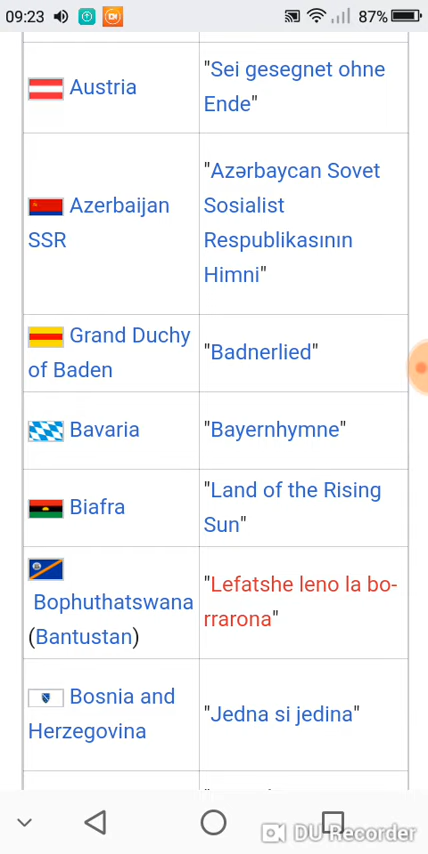 09:23
87%
Austria
"Sei gesegnet ohne
Ende"
Azerbaijan
SSR
"Azərbaycan Sovet
Sosialist
Respublikasının
Himni"
Grand Duchy
of Baden
"Badnerlied"
Bavaria
"Bayernhymne"
Biafra
"Land of the Rising
Sun"
Bophuthatswana
(Bantustan)
"Lefatshe leno la bo-
rrarona"
Bosnia and
Herzegovina
"Jedna si jedina"
DU Recorder